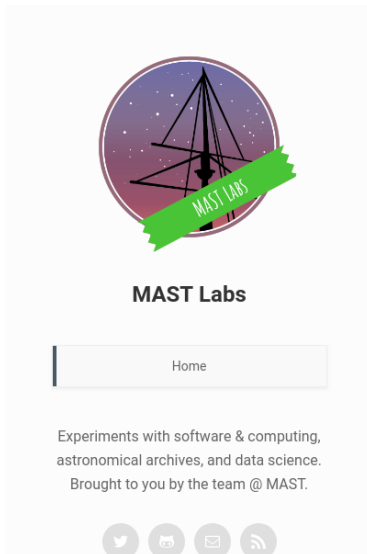 MAST LABS
MAST Labs
Home
Experiments with software & computing,
astronomical archives, and data science.
Brought to you by the team @ MAST.